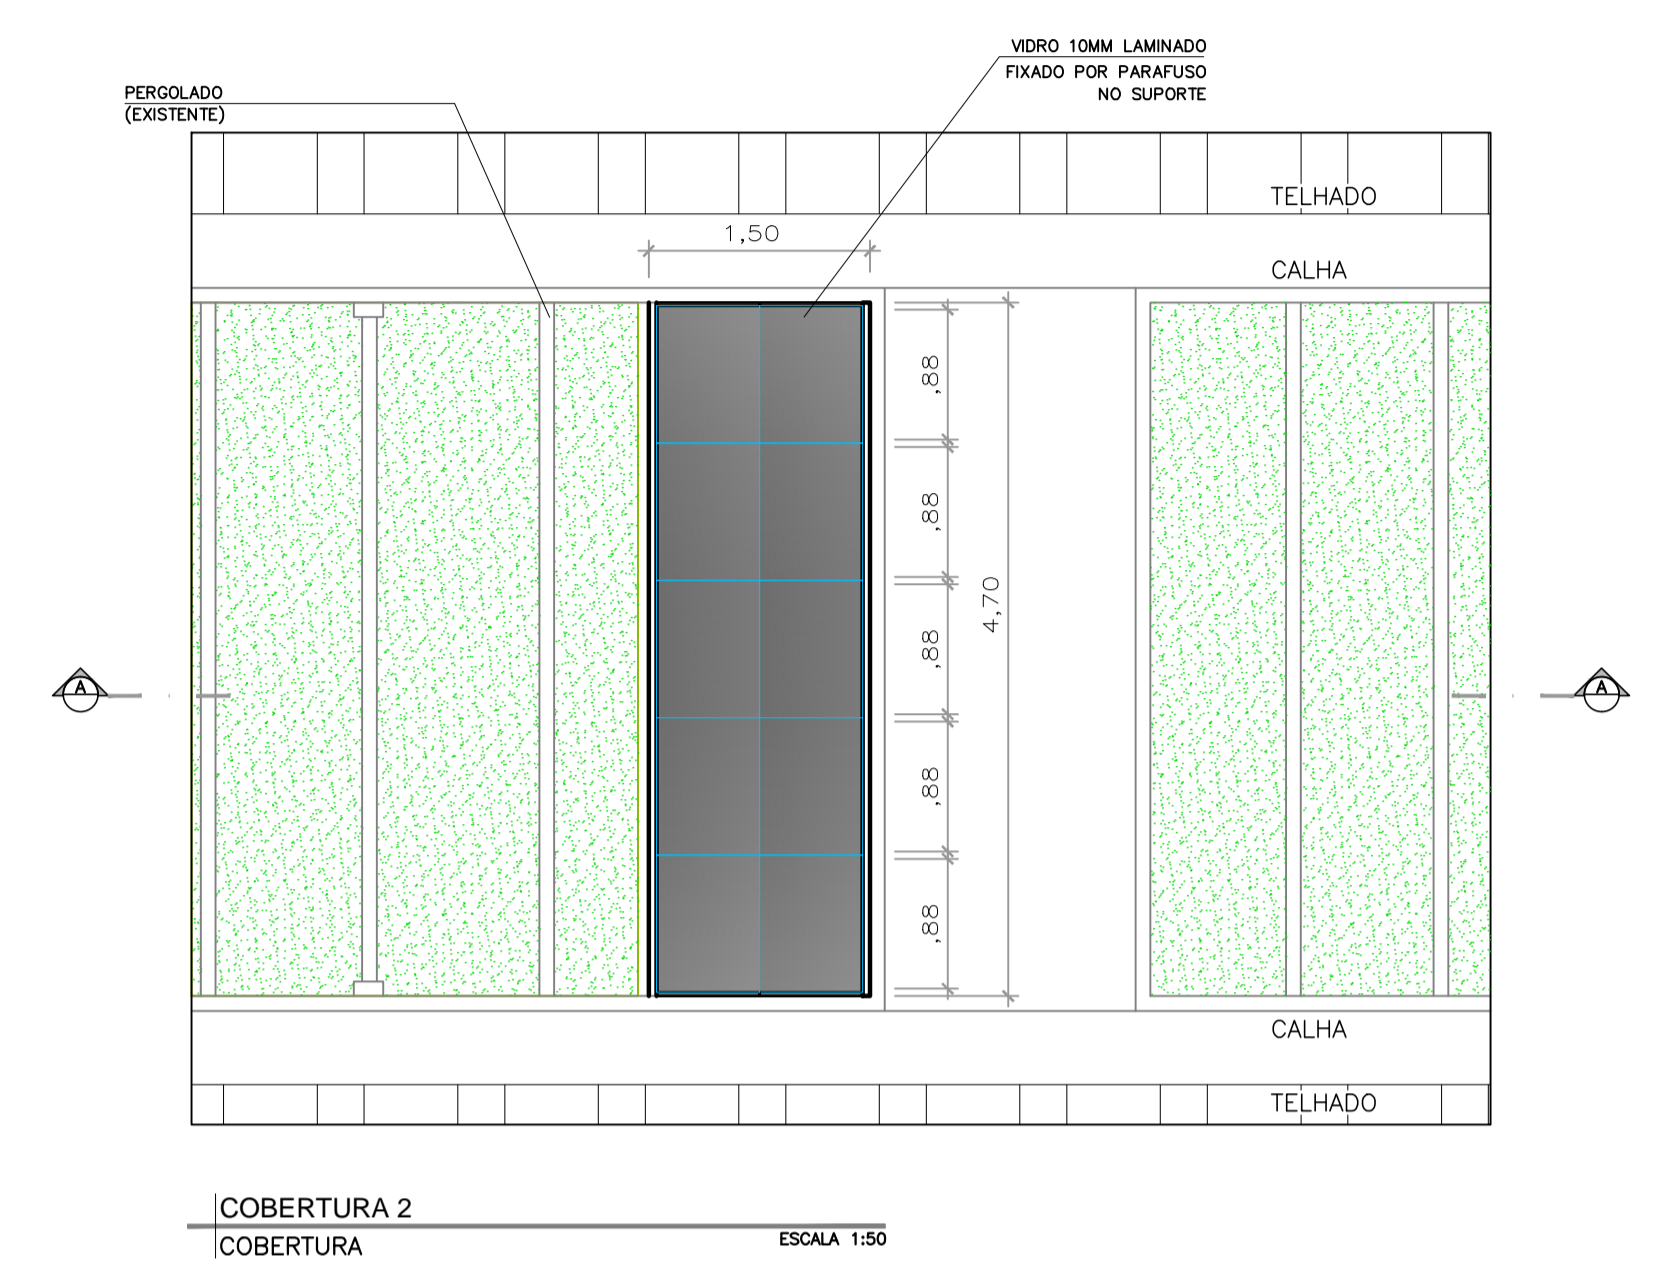 VIDRO 10MM LAMINADO
FIXADO POR PARAFUSO
NO SUPORTE
PERGOLADO
(EXISTENTE)
TELHADO
1,50
CALHA
,88
,88
4,70
,88
A
A
,88
,88
CALHA
TELHADO
COBERTURA 2
COBERTURA
ESCALA 1:50